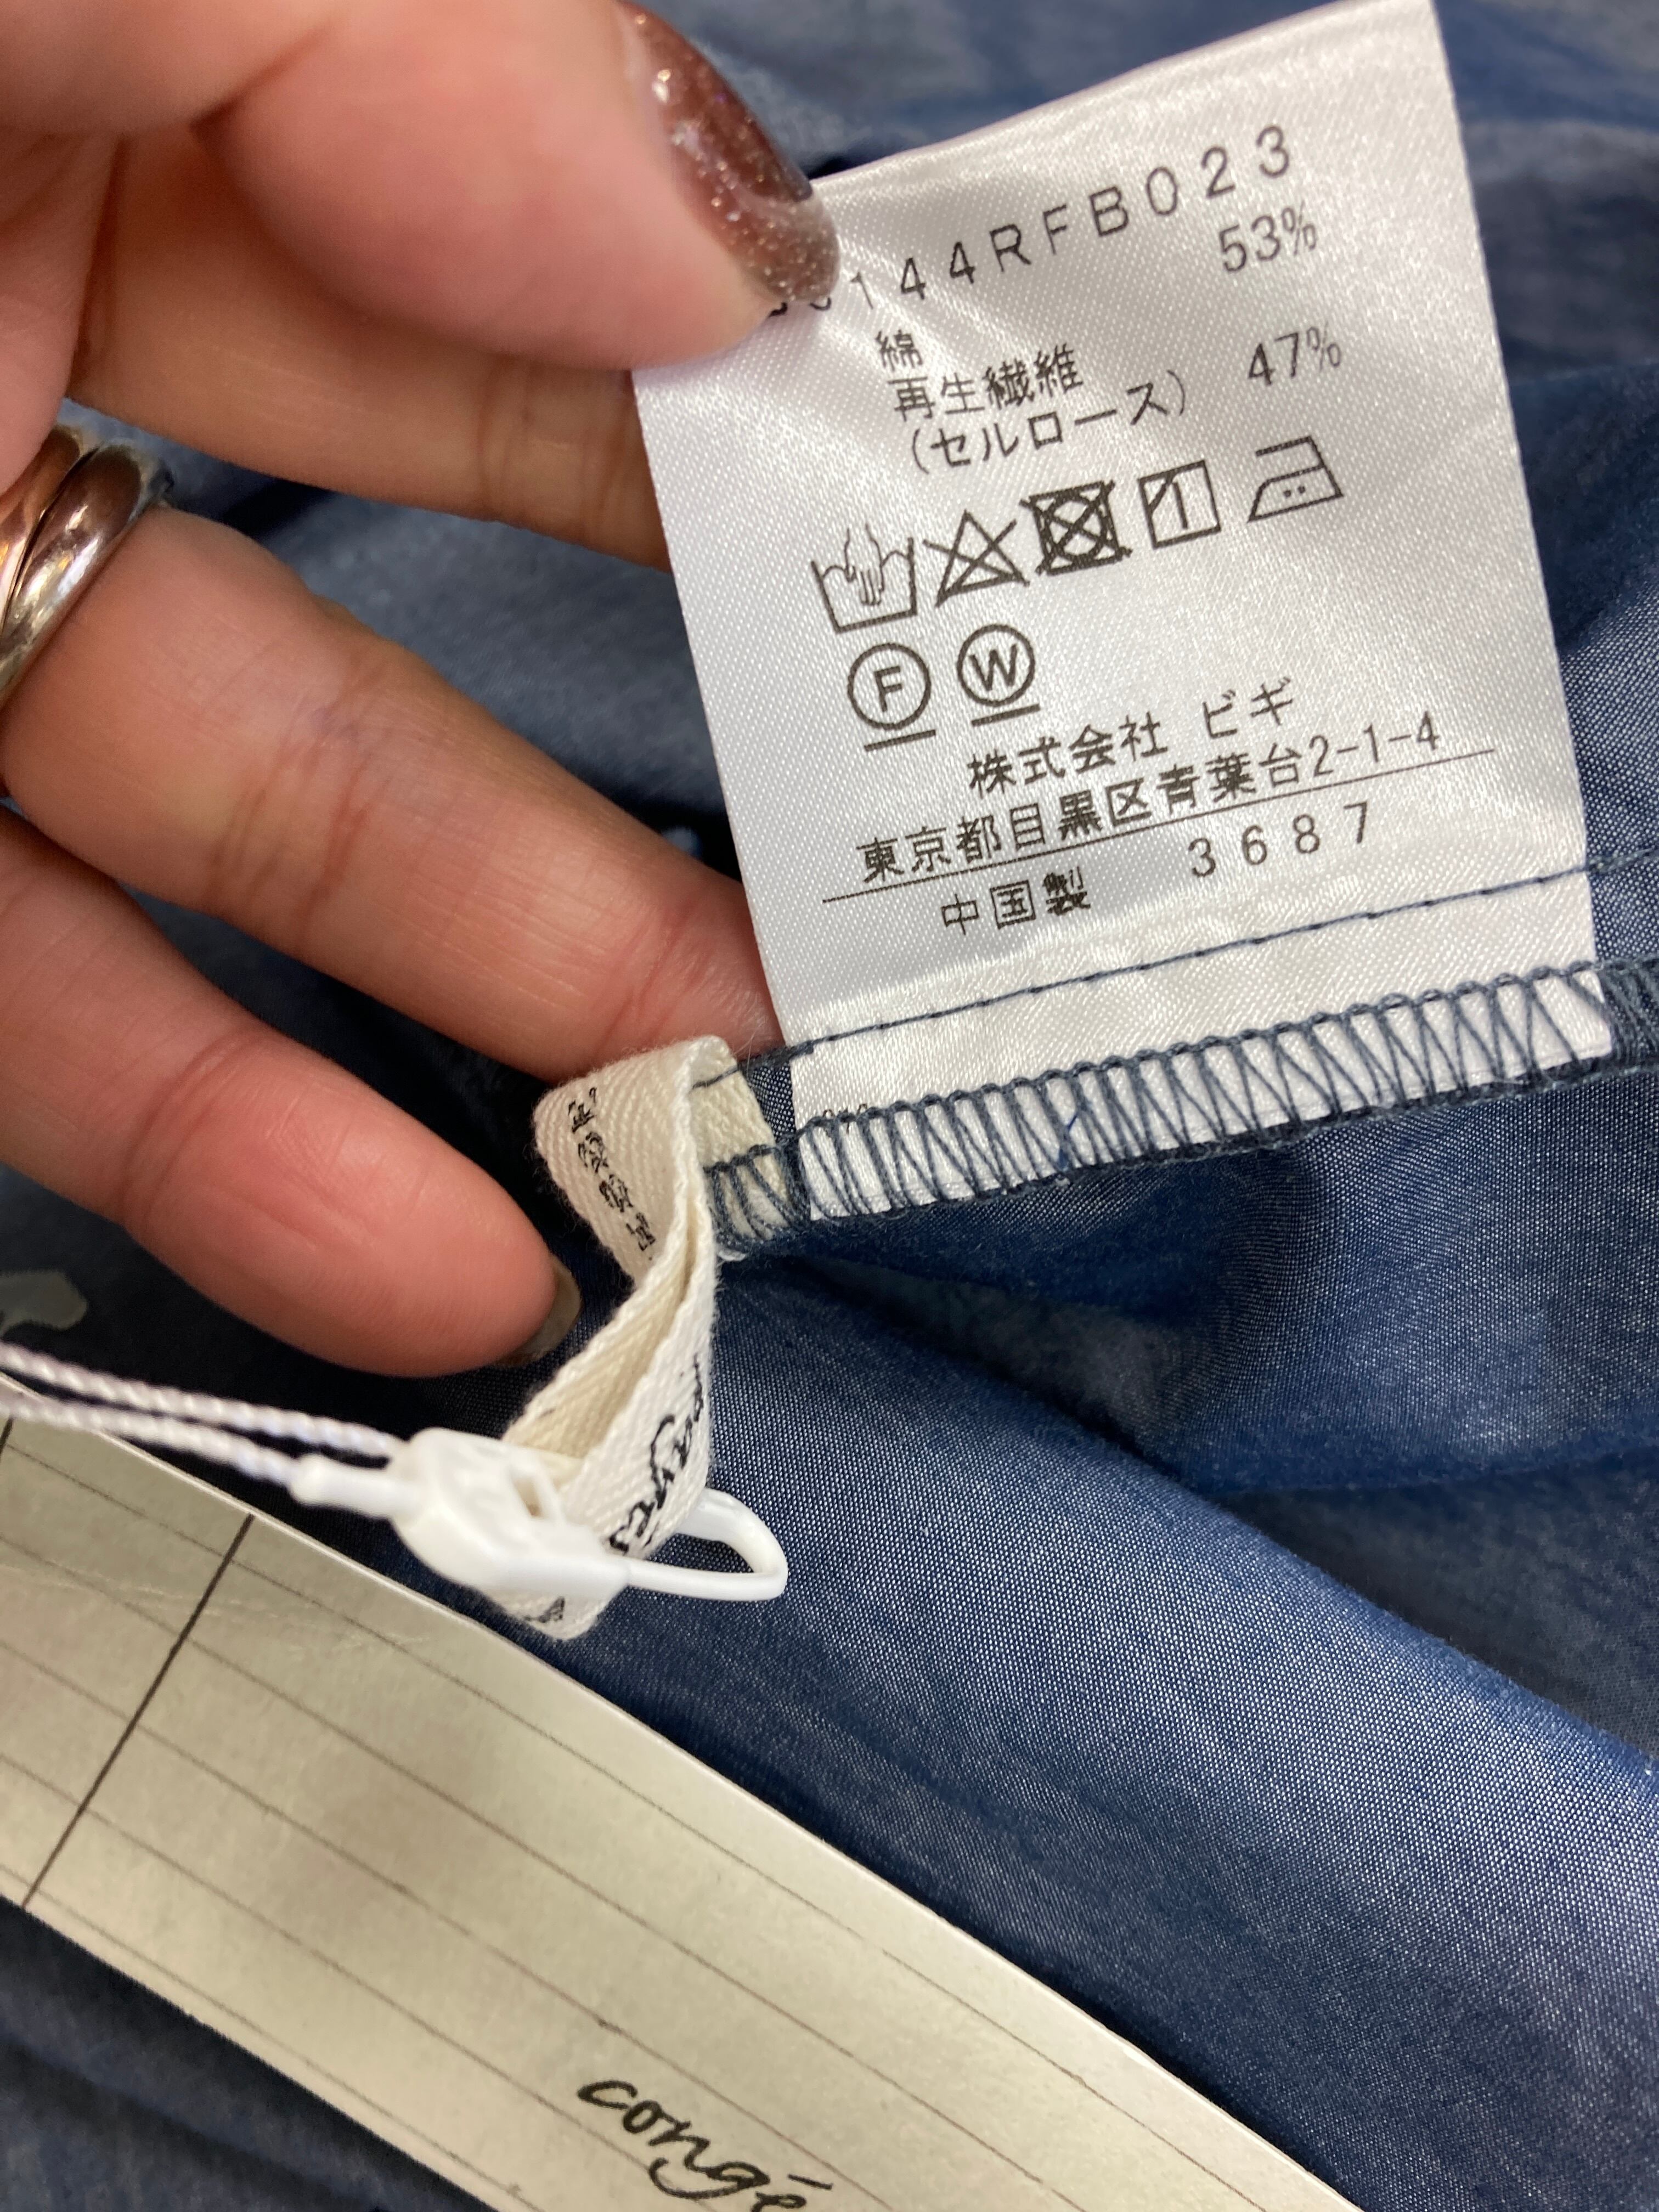 144RFB023
綿 53%
再生繊維
(セルロース) 47%
F W
株式会社 ビギ
東京都目黒区青葉台2-1-4
中国製 3687
congé